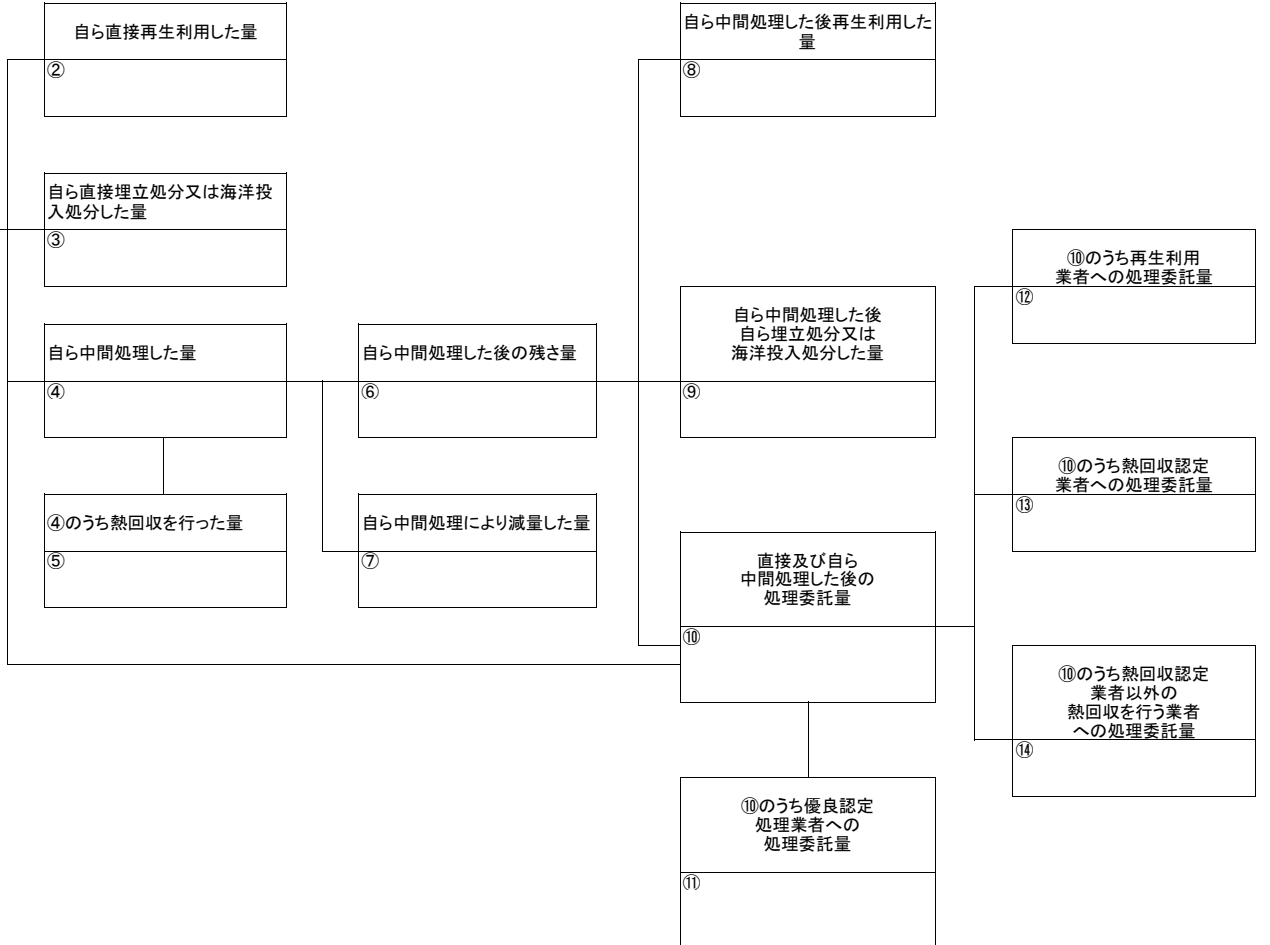 自ら直接再生利用した量
②
自ら直接埋立処分又は海洋投
入処分した量
③
自ら中間処理した量
④
④のうち熱回収を行った量
⑤
自ら中間処理した後の残さ量
⑥
自ら中間処理により減量した量
⑦
自ら中間処理した後再生利用した
量
⑧
自ら中間処理した後
自ら埋立処分又は
海洋投入処分した量
⑨
直接及び自ら
中間処理した後の
処理委託量
⑩
⑩のうち優良認定
処理業者への
処理委託量
⑪
⑩のうち再生利用
業者への処理委託量
⑫
⑩のうち熱回収認定
業者への処理委託量
⑬
⑩のうち熱回収認定
業者以外の
熱回収を行う業者
への処理委託量
⑭